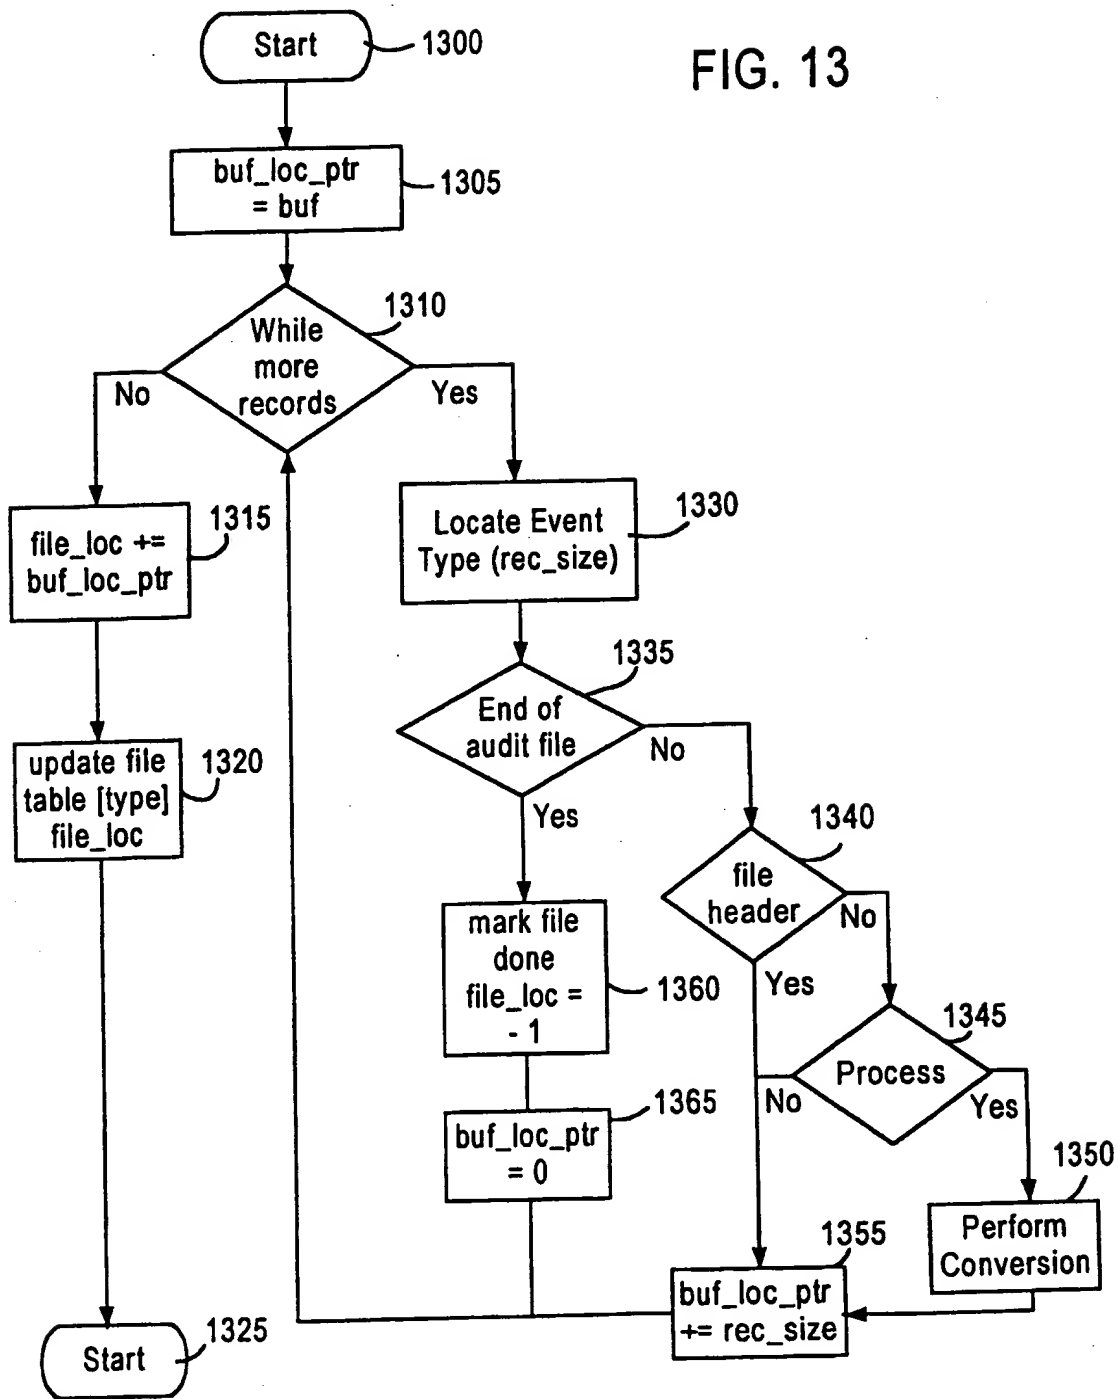 Start
1300
FIG. 13
buf_loc_ptr
= buf
1305
While
more
records
1310
No
Yes
file_loc +=
buf_loc_ptr
1315
Locate Event
Type (rec_size)
1330
End of
audit file
1335
No
Yes
update file
table [type]
file_loc
1320
file
header
1340
No
Yes
mark file
done
file_loc =
- 1
1360
Process
1345
No
Yes
buf_loc_ptr
= 0
1365
Perform
Conversion
1350
buf_loc_ptr
+= rec_size
1355
Start
1325